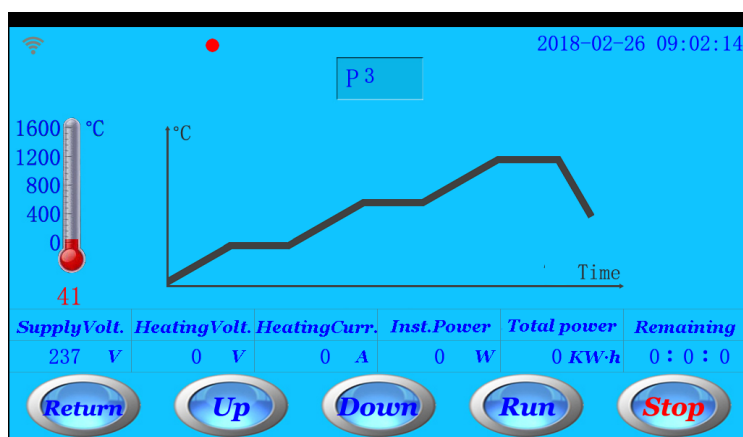 2018-02-26 09:02:14
P 3
1600 °C
1200
800
400
0
41
°C
Time
SupplyVolt. HeatingVolt. HeatingCurr. Inst.Power Total power Remaining
237 V 0 V 0 A 0 W 0 KW·h 0 : 0 : 0
Return Up Down Run Stop